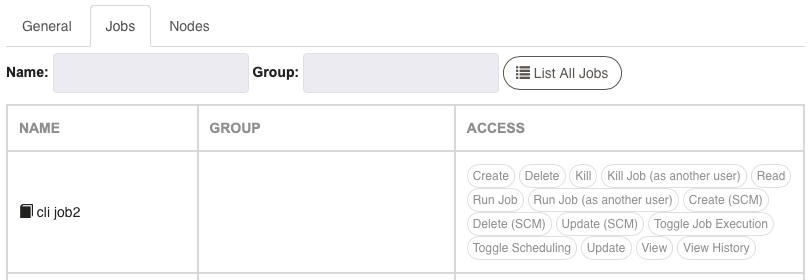 General Jobs Nodes
Name: Group: List All Jobs
NAME GROUP ACCESS
Create Delete Kill Kill Job (as another user) Read
Run Job Run Job (as another user) Create (SCM)
cli job2
Delete (SCM) Update (SCM) Toggle Job Execution
Toggle Scheduling Update View View History